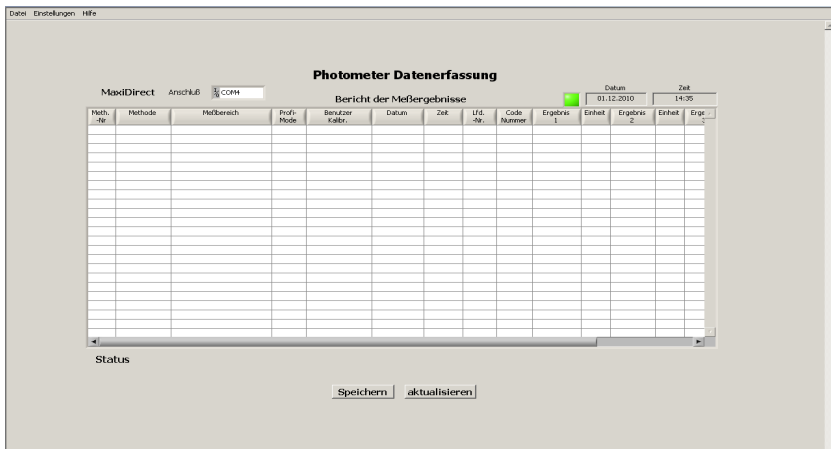 Datei Einstellungen Hilfe
Photometer Datenerfassung
MaxiDirect Anschluß COM4
Bericht der Meßergebnisse
Datum Zeit
01.12.2010 14:35
Meth. -Nr Methode Meßbereich Profi-Mode Benutzer Kalibr. Datum Zeit Lfd. -Nr. Code Nummer Ergebnis 1 Einheit Ergebnis 2 Einheit
Status
Speichern aktualisieren